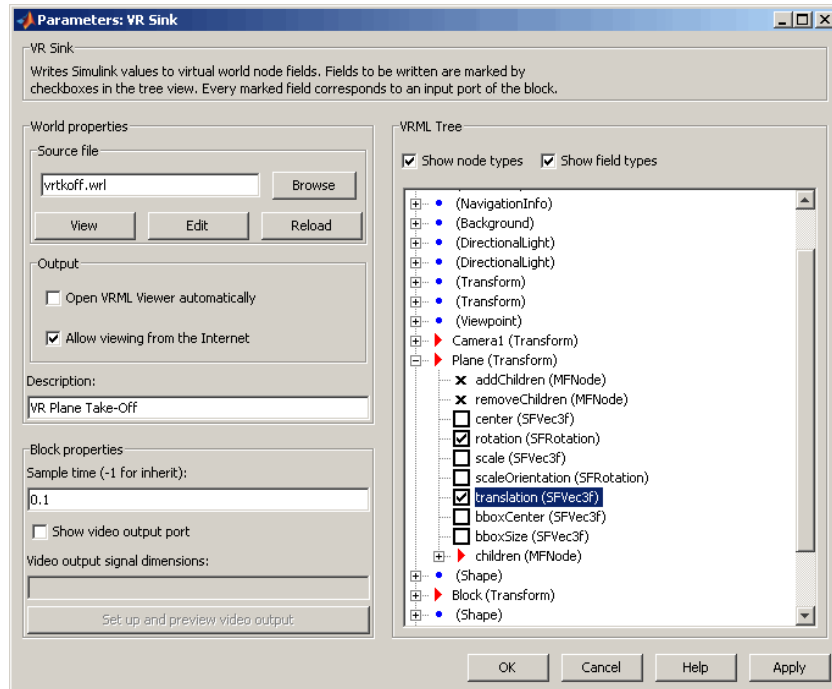 Parameters: VR Sink
VR Sink
Writes Simulink values to virtual world node fields. Fields to be written are marked by
checkboxes in the tree view. Every marked field corresponds to an input port of the block.
World properties
Source file
vrtkoff.wrl
Browse
View
Edit
Reload
Output
Open VRML Viewer automatically
Allow viewing from the Internet
Description:
VR Plane Take-Off
Block properties
Sample time (-1 for inherit):
0.1
Show video output port
Video output signal dimensions:
Set up and preview video output
VRML Tree
Show node types
Show field types
(NavigationInfo)
(Background)
(DirectionalLight)
(DirectionalLight)
(Transform)
(Transform)
(Viewpoint)
Camera1 (Transform)
Plane (Transform)
addChildren (MFNode)
removeChildren (MFNode)
center (SFVec3f)
rotation (SFRotation)
scale (SFVec3f)
scaleOrientation (SFRotation)
translation (SFVec3f)
bboxCenter (SFVec3f)
bboxSize (SFVec3f)
children (MFNode)
(Shape)
Block (Transform)
(Shape)
OK
Cancel
Help
Apply